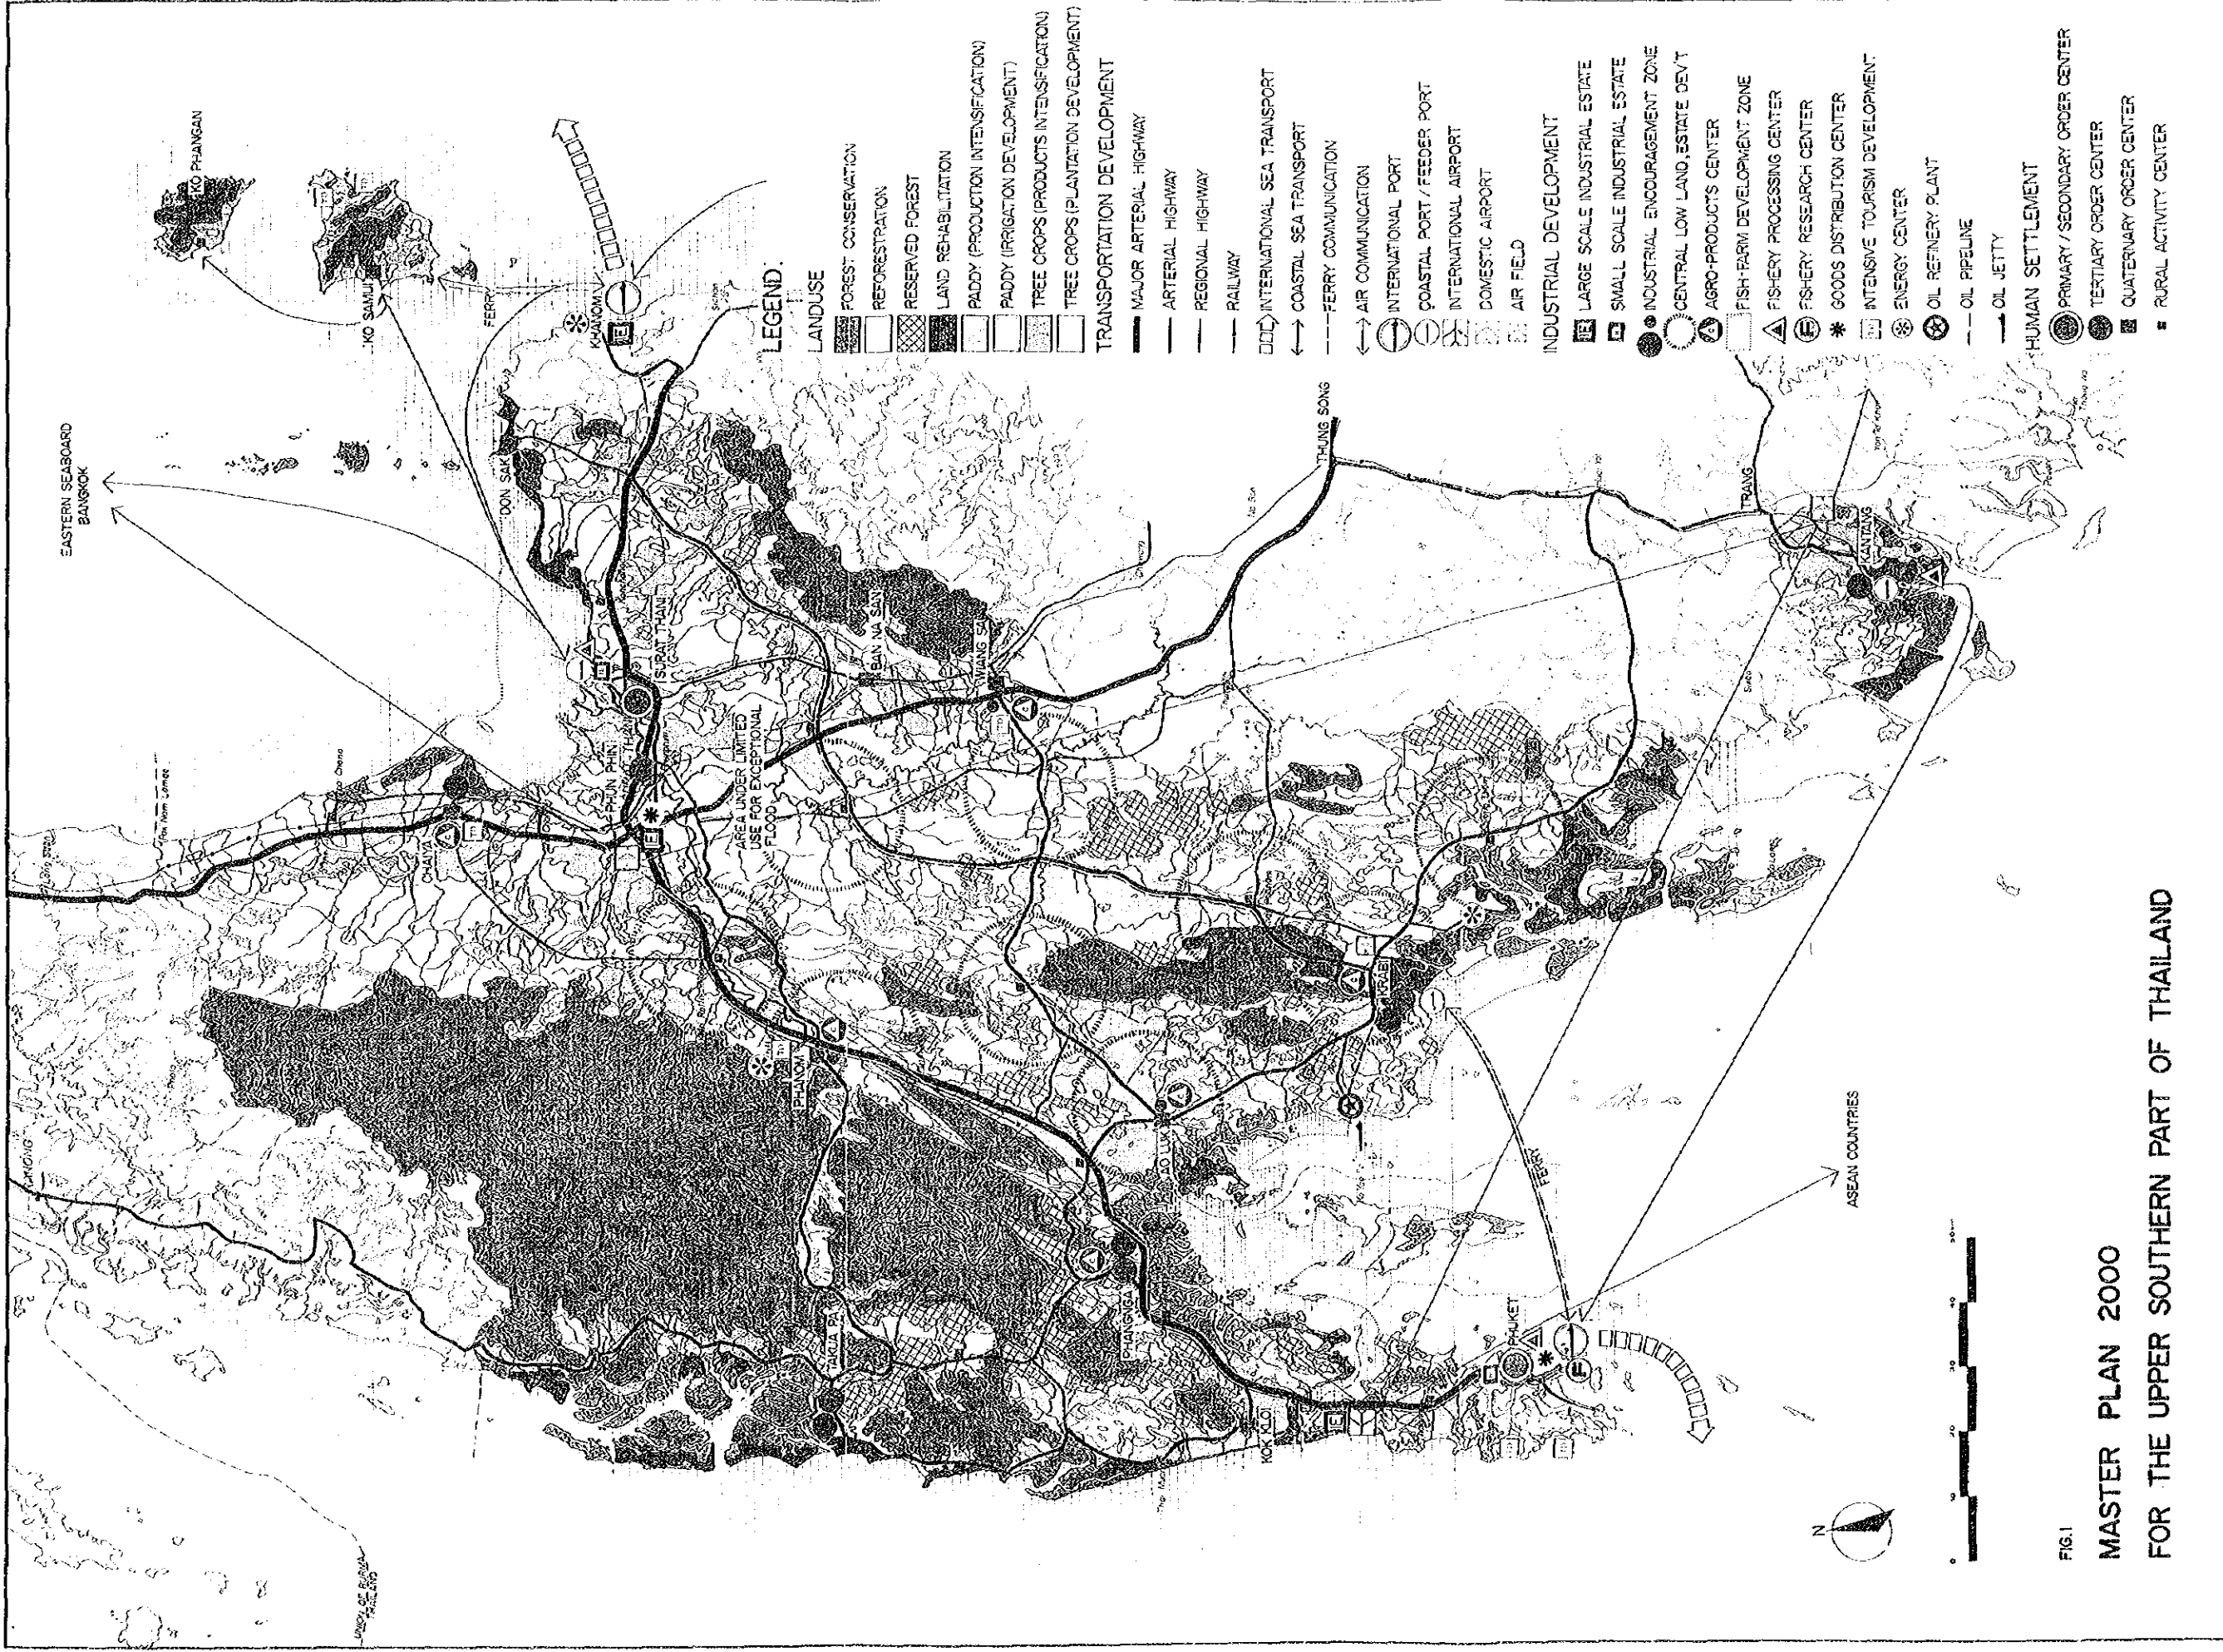 EASTERN SEABOARD
BANGKOK
KO PHANGAN
KO SAMUI
FERRY
KHANOM
DON SAK
SURAT THANI
PHUN PHIN
CHAIYA
RANONG
UNION OF BURMA
THAILAND
AREA UNDER LIMITED
USE FOR EXCEPTIONAL
FLOOD
BAN NA SAN
WIANG SA
THUNG SONG
TRANG
KANTANG
PHANOM
TAKUA PA
AO LUK
KRABI
PHANGNGA
KOK KLOI
PHUKET
FERRY
ASEAN COUNTRIES
LEGEND.
LANDUSE
FOREST CONSERVATION
REFORESTRATION
RESERVED FOREST
LAND REHABILITATION
PADDY (PRODUCTION INTENSIFICATION)
PADDY (IRRIGATION DEVELOPMENT)
TREE CROPS (PRODUCTS INTENSIFICATION)
TREE CROPS (PLANTATION DEVELOPMENT)
TRANSPORTATION DEVELOPMENT
MAJOR ARTERIAL HIGHWAY
ARTERIAL HIGHWAY
REGIONAL HIGHWAY
RAILWAY
INTERNATIONAL SEA TRANSPORT
COASTAL SEA TRANSPORT
FERRY COMMUNICATION
AIR COMMUNICATION
INTERNATIONAL PORT
COASTAL PORT / FEEDER PORT
INTERNATIONAL AIRPORT
DOMESTIC AIRPORT
AIR FIELD
INDUSTRIAL DEVELOPMENT
LARGE SCALE INDUSTRIAL ESTATE
SMALL SCALE INDUSTRIAL ESTATE
INDUSTRIAL ENCOURAGEMENT ZONE
CENTRAL LOW LAND, ESTATE DEV'T
AGRO-PRODUCTS CENTER
FISH-FARM DEVELOPMENT ZONE
FISHERY PROCESSING CENTER
FISHERY RESEARCH CENTER
GOODS DISTRIBUTION CENTER
INTENSIVE TOURISM DEVELOPMENT
ENERGY CENTER
OIL REFINERY PLANT
OIL PIPELINE
OIL JETTY
HUMAN SETTLEMENT
PRIMARY / SECONDARY ORDER CENTER
TERTIARY ORDER CENTER
QUATERNARY ORDER CENTER
RURAL ACTIVITY CENTER
N
FIG.1
MASTER PLAN 2000
FOR THE UPPER SOUTHERN PART OF THAILAND